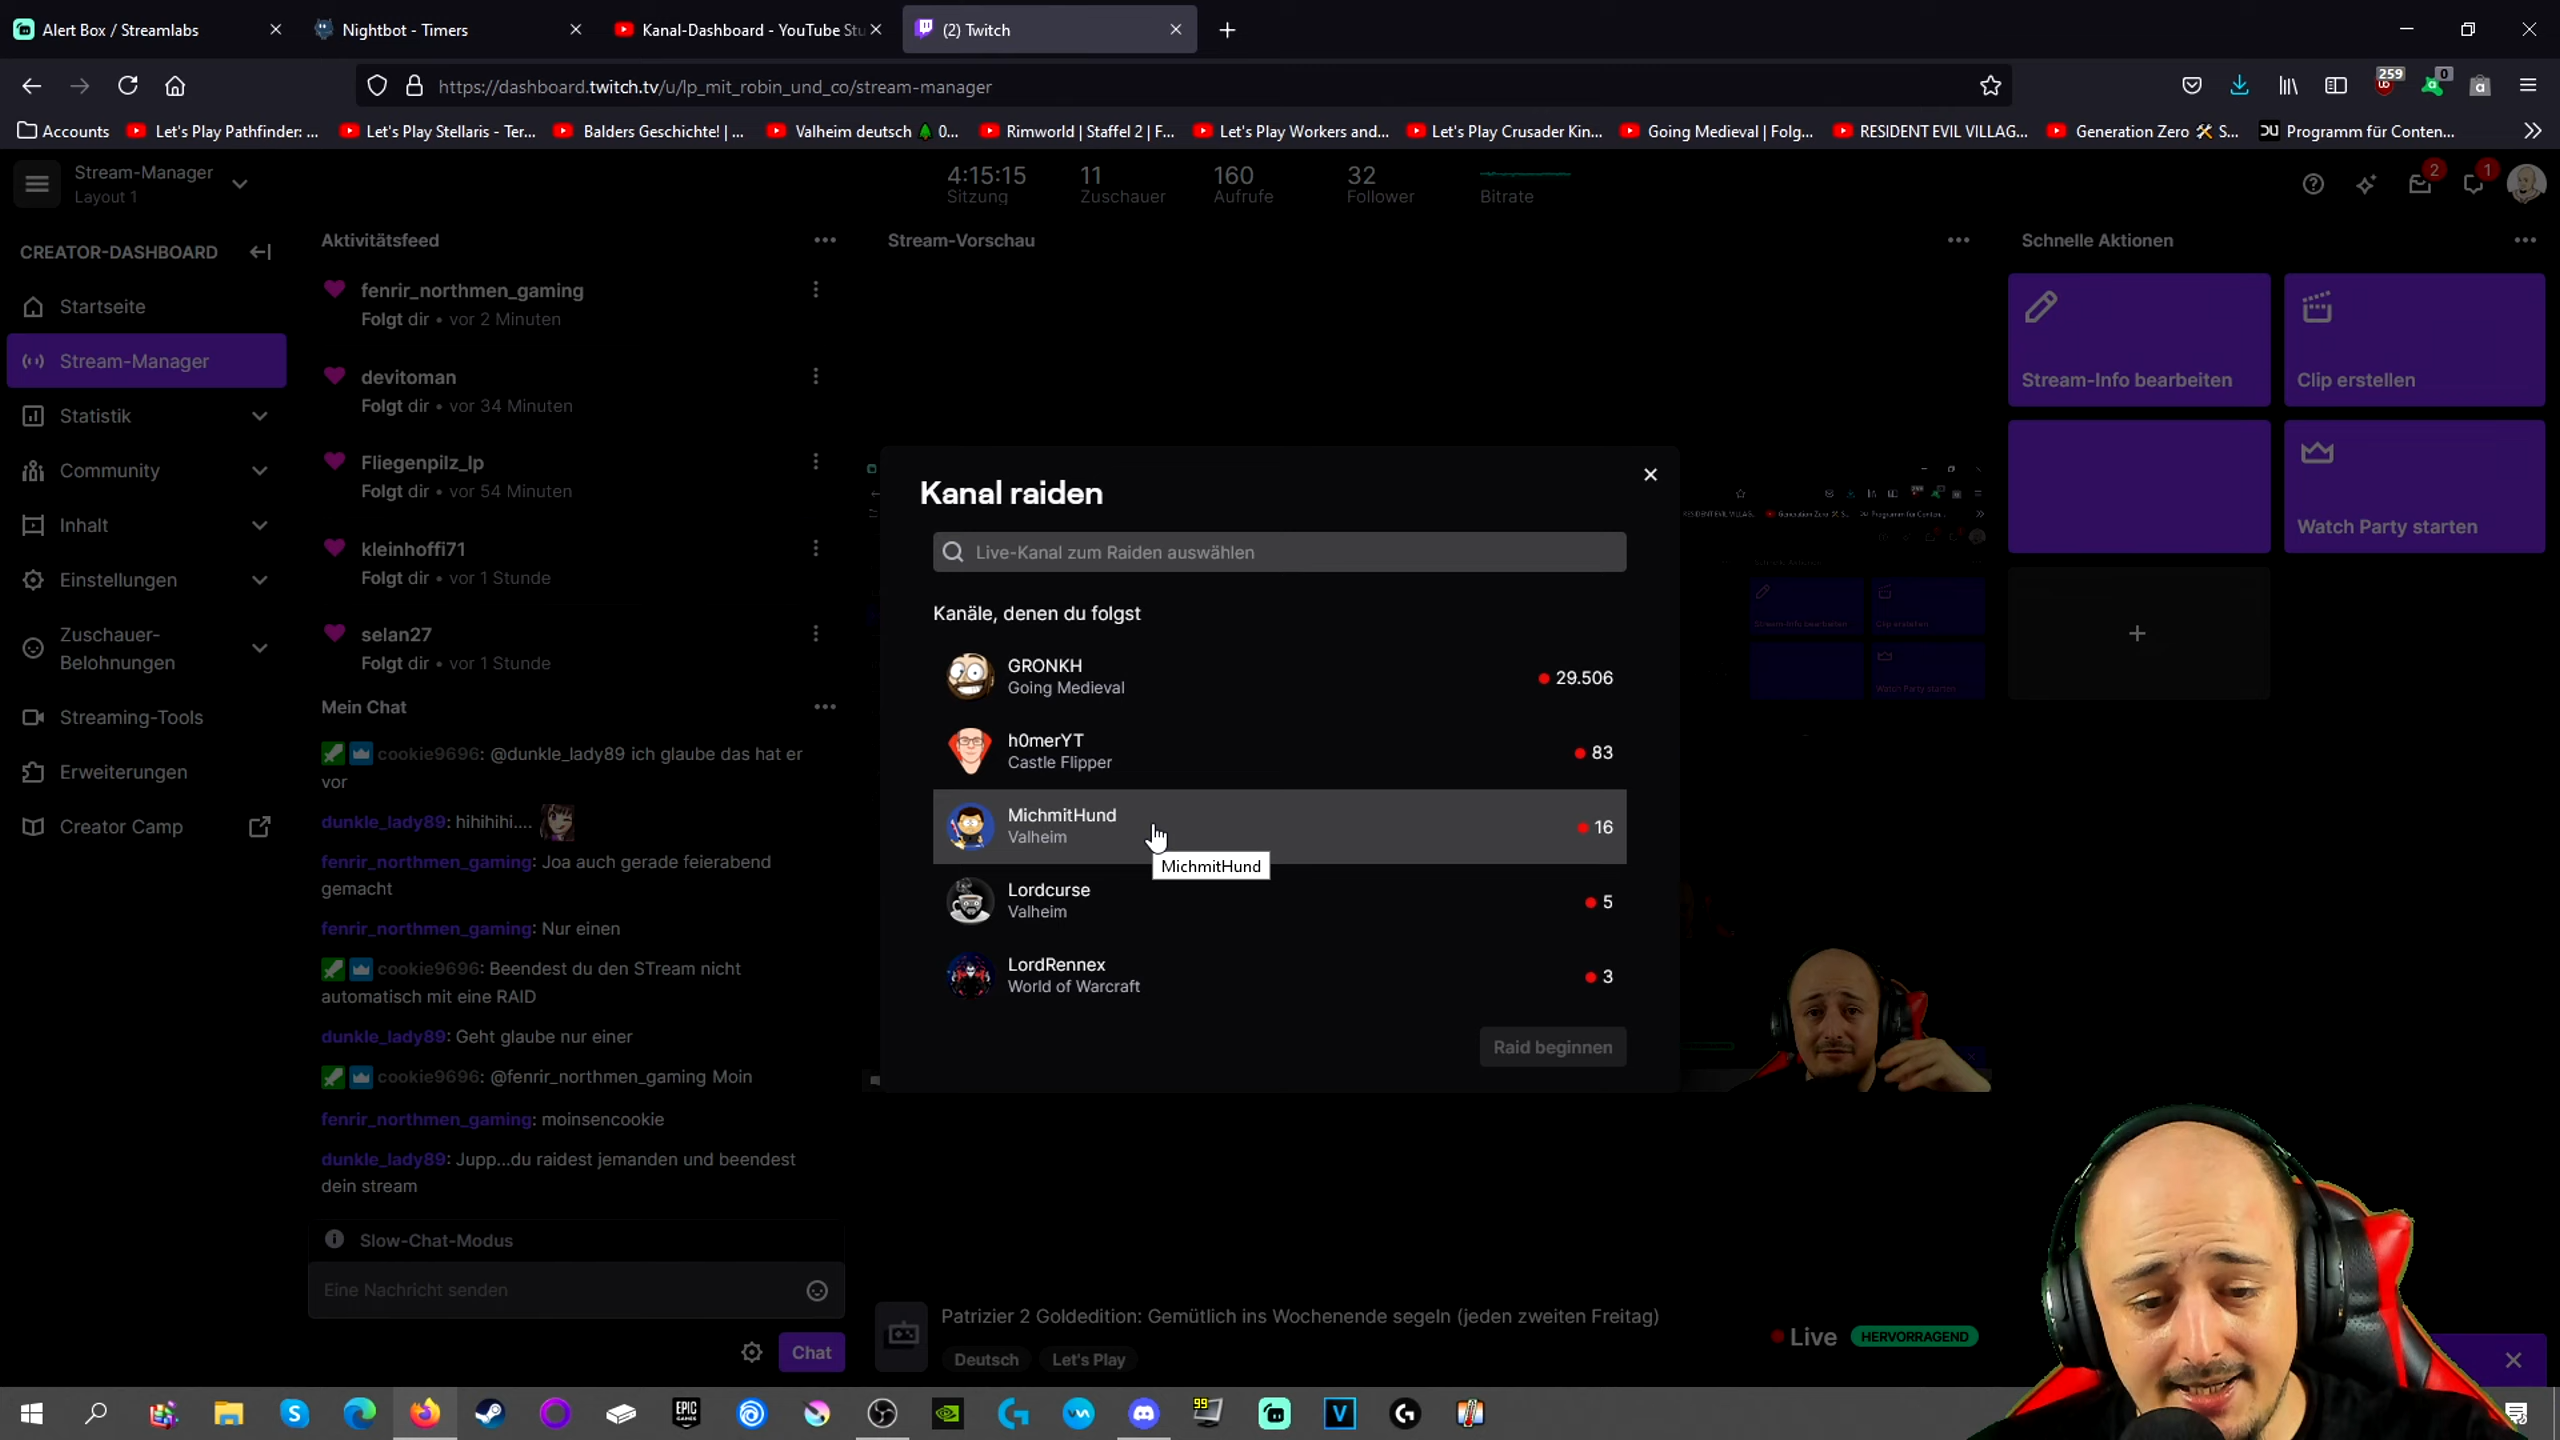 Alert Box / Streamlabs
Nightbot - Timers
Kanal-Dashboard - YouTube Stu
(2) Twitch
https://dashboard.twitch.tv/u/lp_mit_robin_und_co/stream-manager
259
0
Accounts
Let's Play Pathfinder: ...
Let's Play Stellaris - Ter...
Balders Geschichte! | ...
Valheim deutsch 🌲 0...
Rimworld | Staffel 2 | F...
Let's Play Workers and...
Let's Play Crusader Kin...
Going Medieval | Folg...
RESIDENT EVIL VILLAG...
Generation Zero 🛠 S...
Programm für Conten...
Stream-Manager
Layout 1
4:15:15
Sitzung
11
Zuschauer
160
Aufrufe
32
Follower
Bitrate
2
1
CREATOR-DASHBOARD
Startseite
Stream-Manager
Statistik
Community
Inhalt
Einstellungen
Zuschauer-
Belohnungen
Streaming-Tools
Erweiterungen
Creator Camp
Aktivitätsfeed
fenrir_northmen_gaming
Folgt dir • vor 2 Minuten
devitoman
Folgt dir • vor 34 Minuten
Fliegenpilz_lp
Folgt dir • vor 54 Minuten
kleinhoffi71
Folgt dir • vor 1 Stunde
selan27
Folgt dir • vor 1 Stunde
Mein Chat
cookie9696: @dunkle_lady89 ich glaube das hat er
vor
dunkle_lady89: hihihihi....
fenrir_northmen_gaming: Joa auch gerade feierabend
gemacht
fenrir_northmen_gaming: Nur einen
cookie9696: Beendest du den STream nicht
automatisch mit eine RAID
dunkle_lady89: Geht glaube nur einer
cookie9696: @fenrir_northmen_gaming Moin
fenrir_northmen_gaming: moinsencookie
dunkle_lady89: Jupp...du raidest jemanden und beendest
dein stream
Slow-Chat-Modus
Eine Nachricht senden
Chat
Stream-Vorschau
Kanal raiden
Live-Kanal zum Raiden auswählen
Kanäle, denen du folgst
GRONKH
Going Medieval
29.506
h0merYT
Castle Flipper
83
MichmitHund
Valheim
16
MichmitHund
Lordcurse
Valheim
5
LordRennex
World of Warcraft
3
Raid beginnen
Patrizier 2 Goldedition: Gemütlich ins Wochenende segeln (jeden zweiten Freitag)
Deutsch
Let's Play
Live
HERVORRAGEND
Schnelle Aktionen
Stream-Info bearbeiten
Clip erstellen
Watch Party starten
99